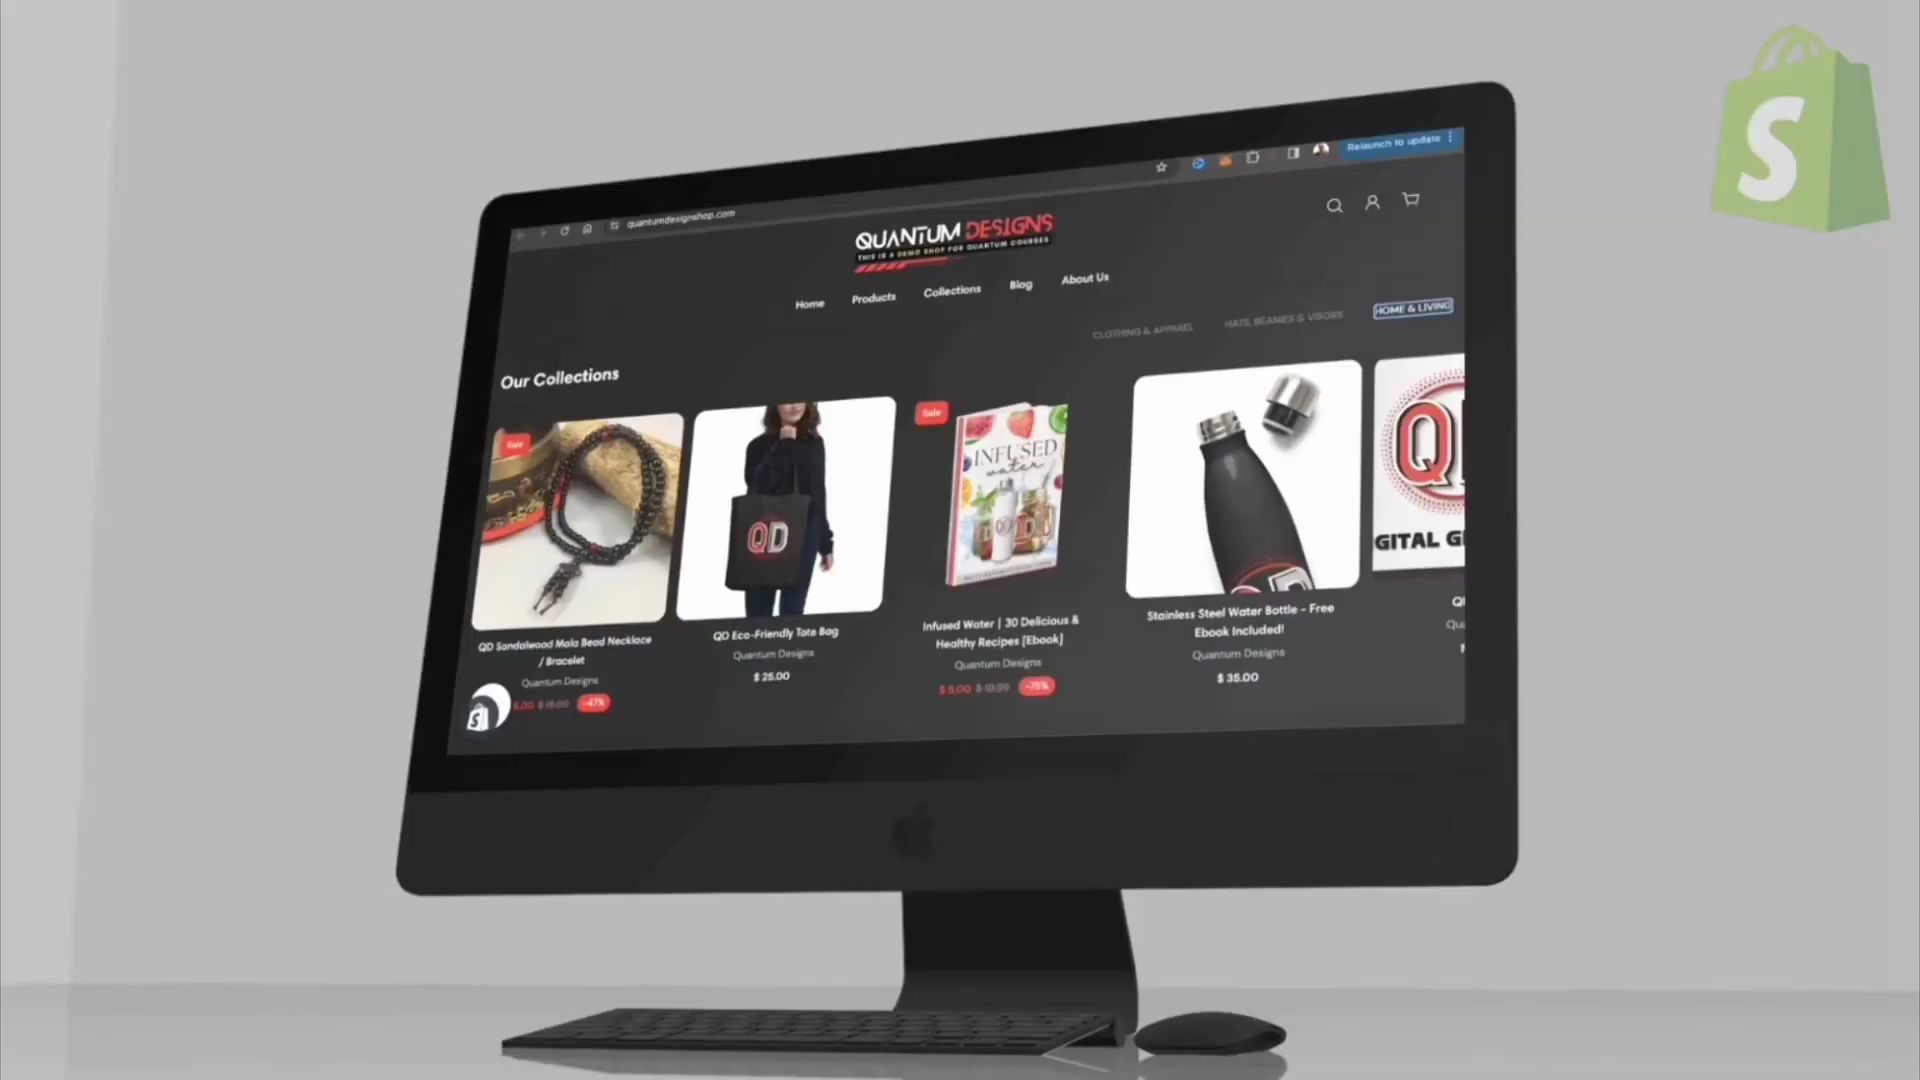 Relaunch to update
quantumdesignshop.com
QUANTUM DESIGNS
THIS IS A DEMO SHOP FOR QUANTUM COURSES
Home Products Collections Blog About Us
CLOTHING & APPAREL HATS, BEANIES & VISORS HOME & LIVING
Our Collections
Sale
QD
Sale
INFUSED
water
QD
GITAL G
QD Sandalwood Mala Bead Necklace
/ Bracelet
Quantum Designs
$ 15.00 -47%
QD Eco-Friendly Tote Bag
Quantum Designs
$ 25.00
Infused Water | 30 Delicious &
Healthy Recipes [Ebook]
Quantum Designs
$ 5.00 $ 19.99 -75%
Stainless Steel Water Bottle - Free
Ebook Included!
Quantum Designs
$ 35.00
S
S